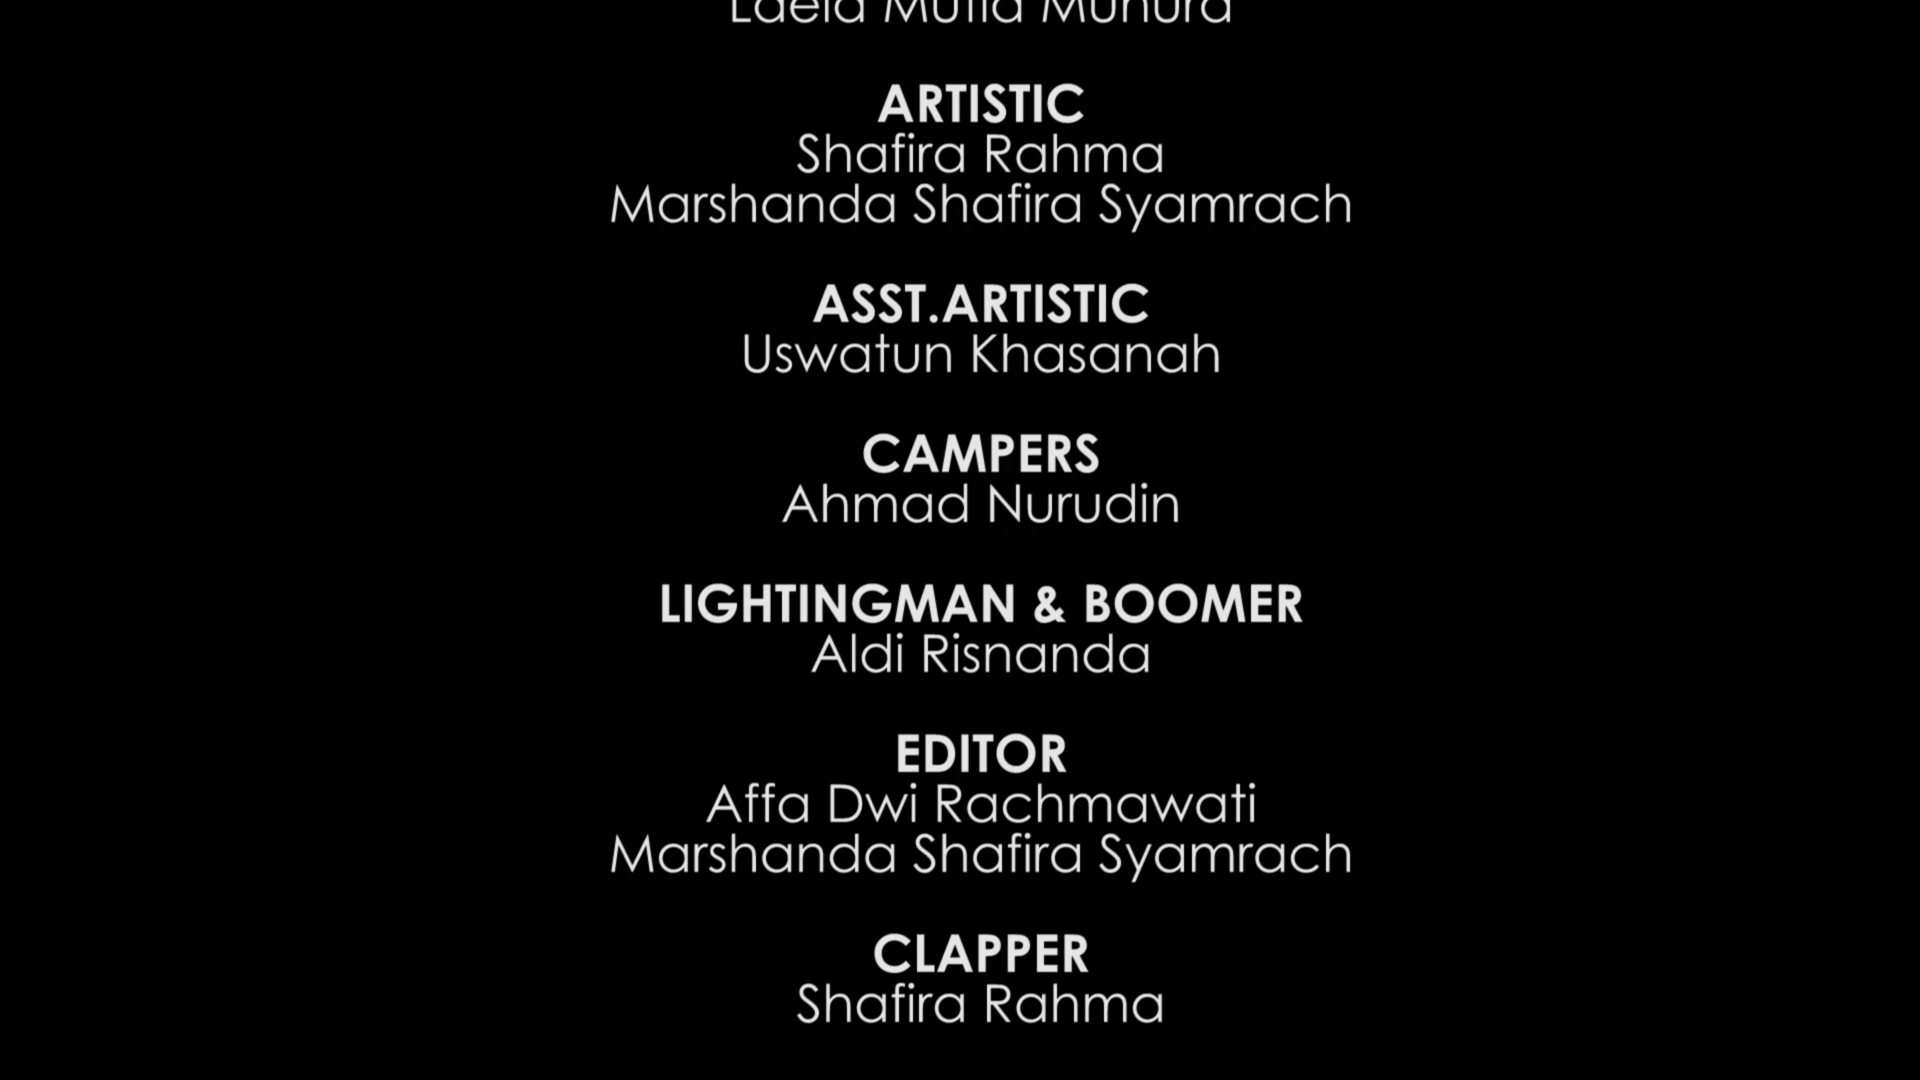 ARTISTIC
Shafira Rahma
Marshanda Shafira Syamrach
ASST.ARTISTIC
Uswatun Khasanah
CAMPERS
Ahmad Nurudin
LIGHTINGMAN & BOOMER
Aldi Risnanda
EDITOR
Affa Dwi Rachmawati
Marshanda Shafira Syamrach
CLAPPER
Shafira Rahma